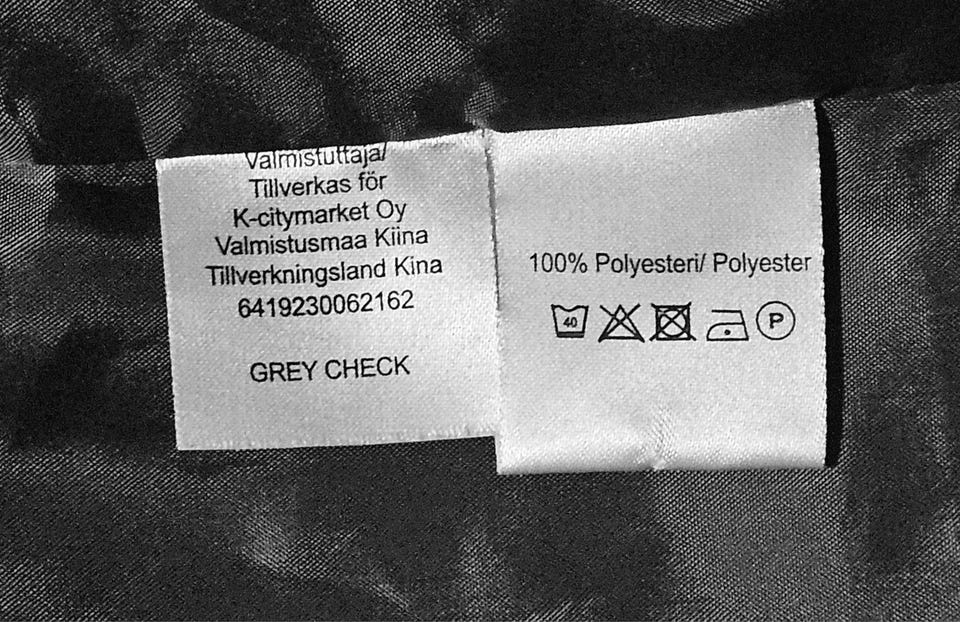 Valmistuttaja/
Tillverkas för
K-citymarket Oy
Valmistusmaa Kiina
Tillverkningsland Kina
6419230062162
GREY CHECK
100% Polyesteri/ Polyester
40 P